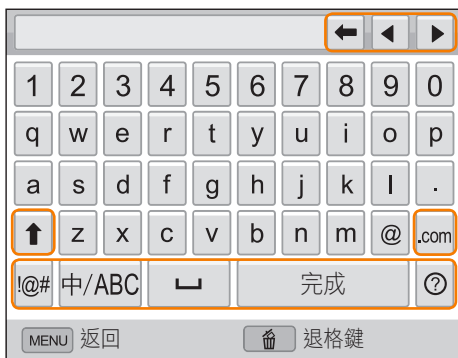 1 2 3 4 5 6 7 8 9 0
q w e r t y u i o p
a s d f g h j k l .
z x c v b n m @ .com
!@# 中/ABC 完成 ?
MENU 返回 退格鍵